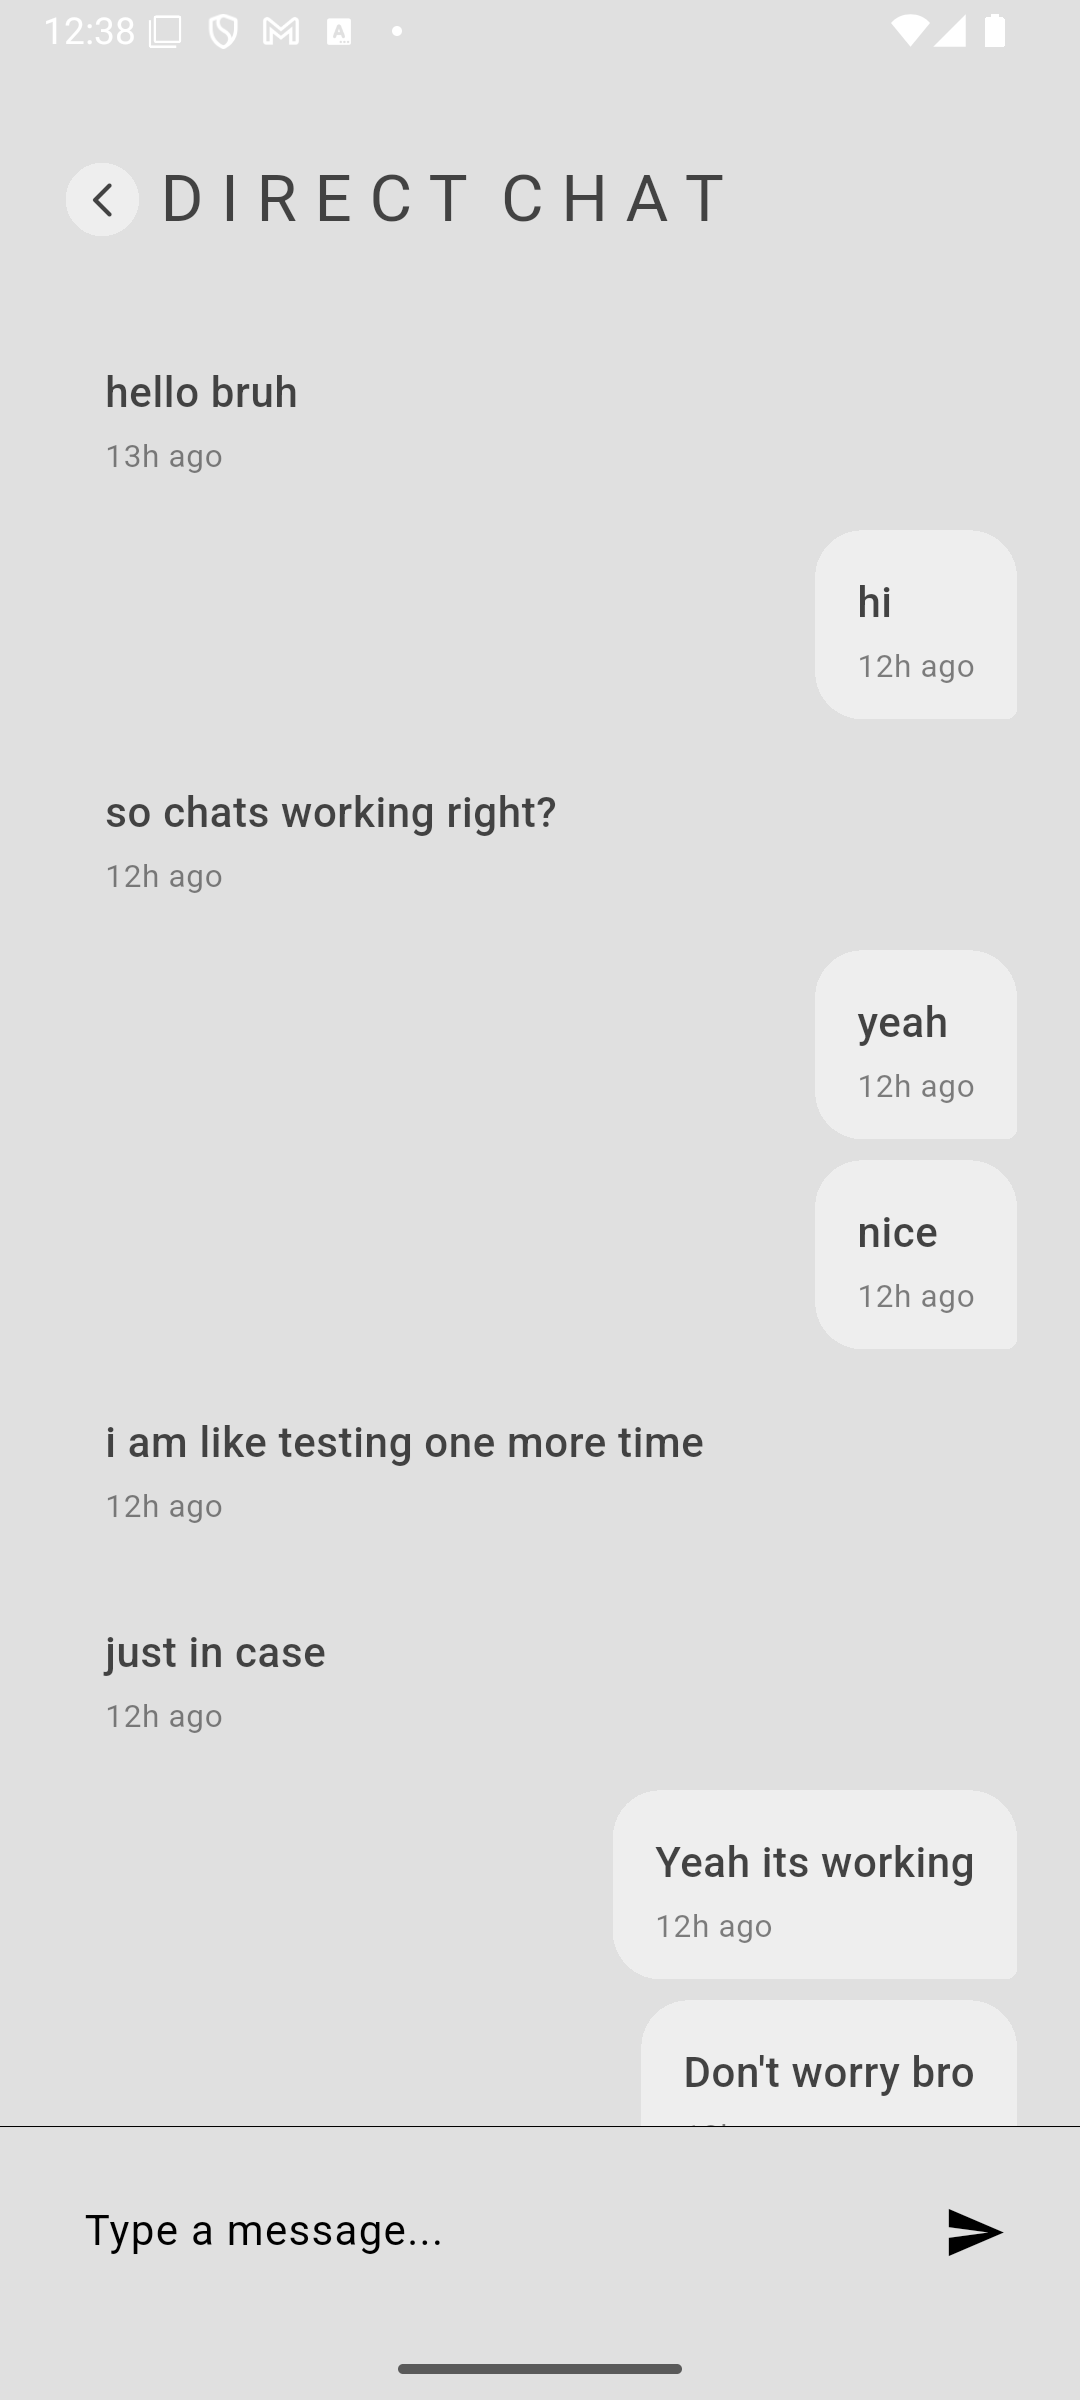 12:38
DIRECT CHAT
hello bruh
13h ago
hi
12h ago
so chats working right?
12h ago
yeah
12h ago
nice
12h ago
i am like testing one more time
12h ago
just in case
12h ago
Yeah its working
12h ago
Don't worry bro
Type a message...